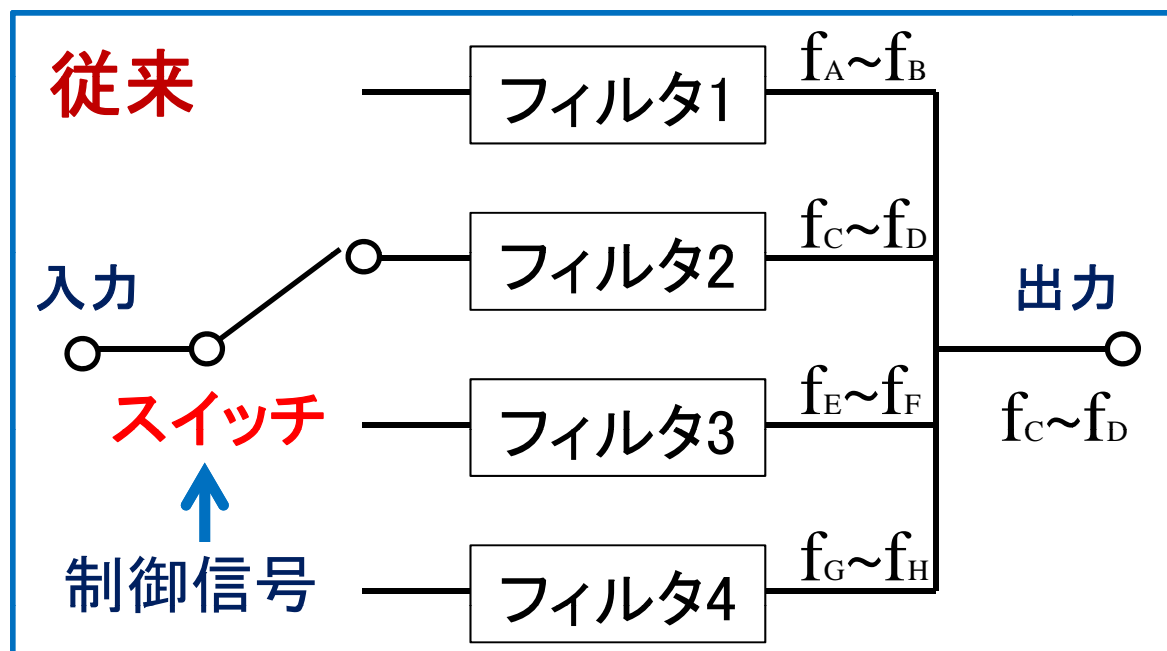 従来
フィルタ1
fA~fB
フィルタ2
fC~fD
入力
出力
フィルタ3
fE~fF
fC~fD
スイッチ
制御信号
フィルタ4
fG~fH